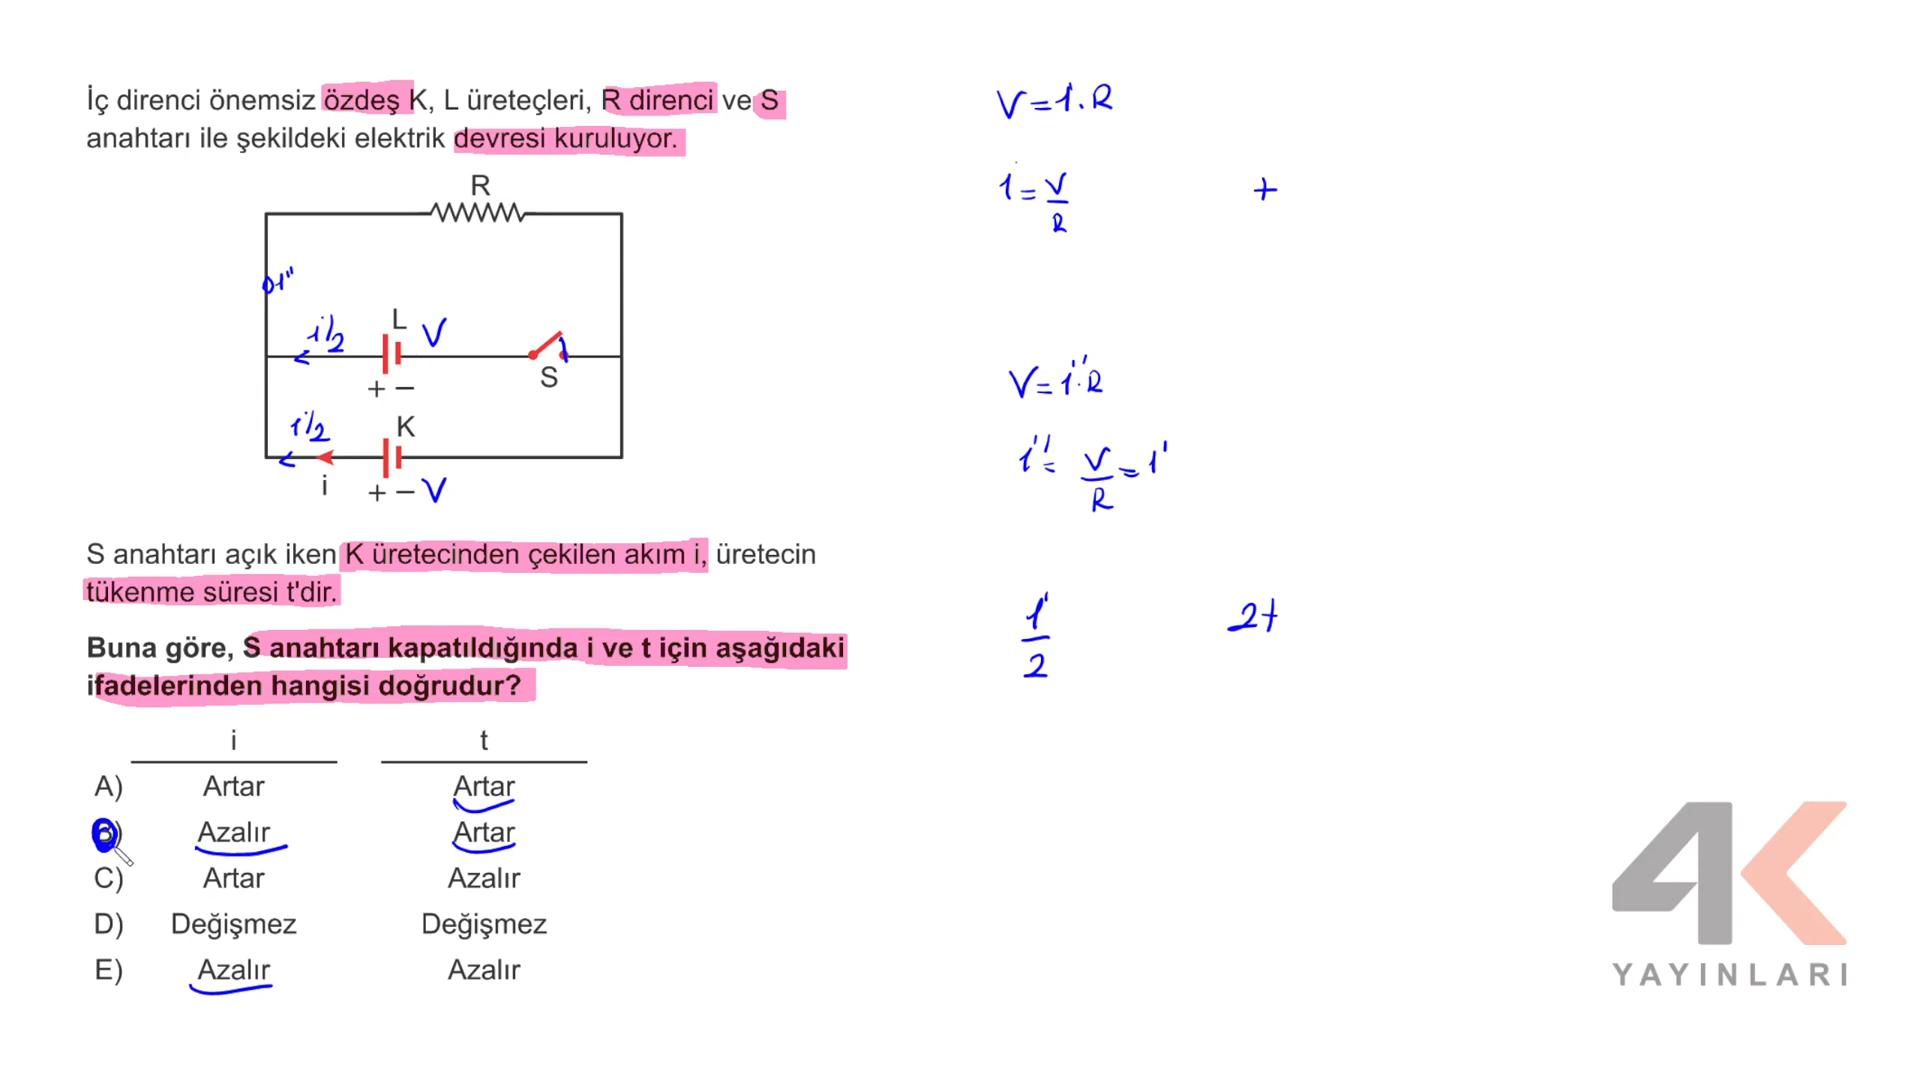 İç direnci önemsiz özdeş K, L üreteçleri, R direnci ve S
anahtarı ile şekildeki elektrik devresi kuruluyor.
R
i/2
L
V
S
+ −
i/2
K
i
+ −
V
S anahtarı açık iken K üretecinden çekilen akım i, üretecin
tükenme süresi t'dir.
Buna göre, S anahtarı kapatıldığında i ve t için aşağıdaki
ifadelerinden hangisi doğrudur?
i t
A) Artar Artar
B) Azalır Artar
C) Artar Azalır
D) Değişmez Değişmez
E) Azalır Azalır
V = i . R
i = V/R t
V = i'' . R
i'' = V/R = i
i/2 2t
4K
YAYINLARI